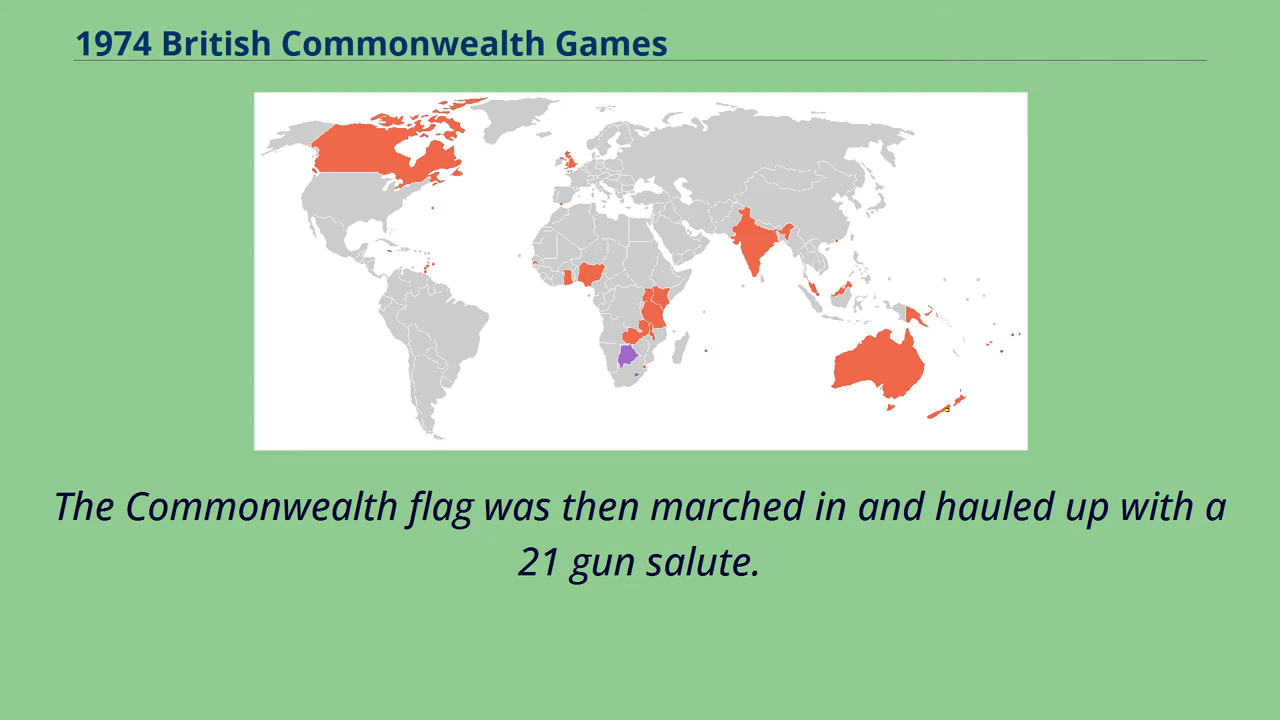 1974 British Commonwealth Games
The Commonwealth flag was then marched in and hauled up with a
21 gun salute.